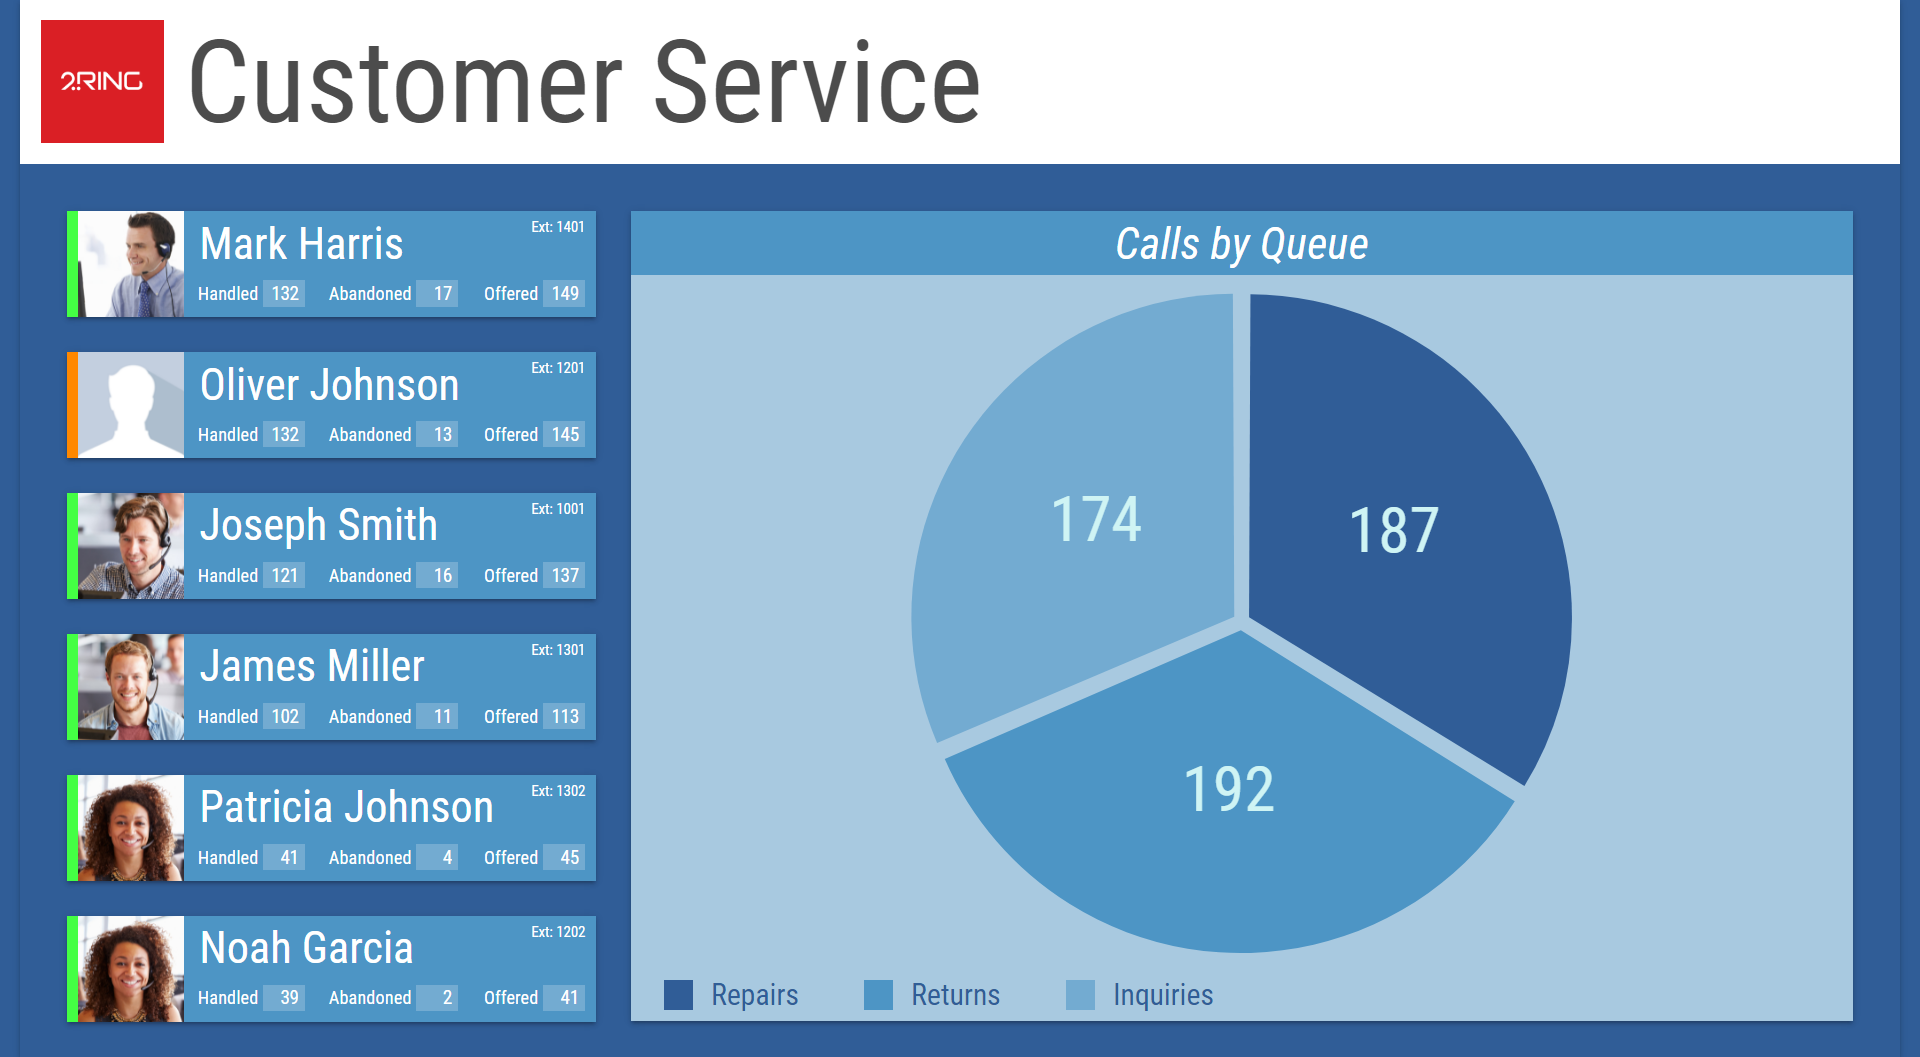 2RING
Customer Service
Mark Harris
Ext: 1401
Handled 132 Abandoned 17 Offered 149
Oliver Johnson
Ext: 1201
Handled 132 Abandoned 13 Offered 145
Joseph Smith
Ext: 1001
Handled 121 Abandoned 16 Offered 137
James Miller
Ext: 1301
Handled 102 Abandoned 11 Offered 113
Patricia Johnson
Ext: 1302
Handled 41 Abandoned 4 Offered 45
Noah Garcia
Ext: 1202
Handled 39 Abandoned 2 Offered 41
Calls by Queue
174
187
192
Repairs Returns Inquiries